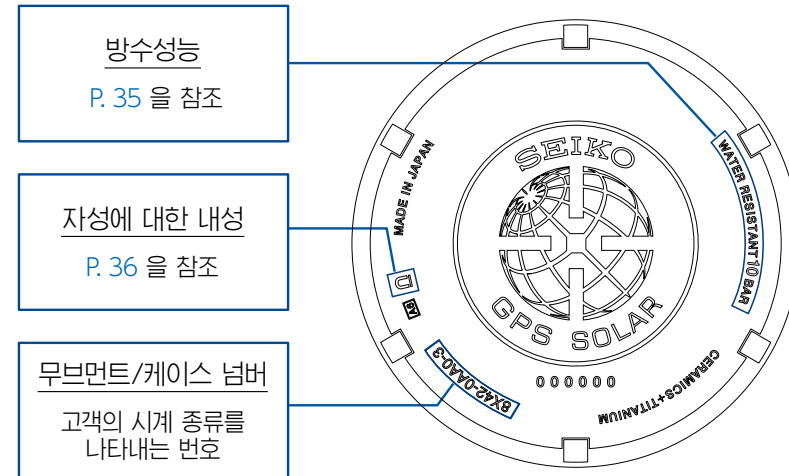 방수성능
P. 35 을 참조
자성에 대한 내성
P. 36 을 참조
무브먼트/케이스 넘버
고객의 시계 종류를
나타내는 번호
SEIKO
GPS SOLAR
MADE IN JAPAN
WATER RESISTANT 10 BAR
A6
8X42-0AA0-3
000000
CERAMICS+TITANIUM